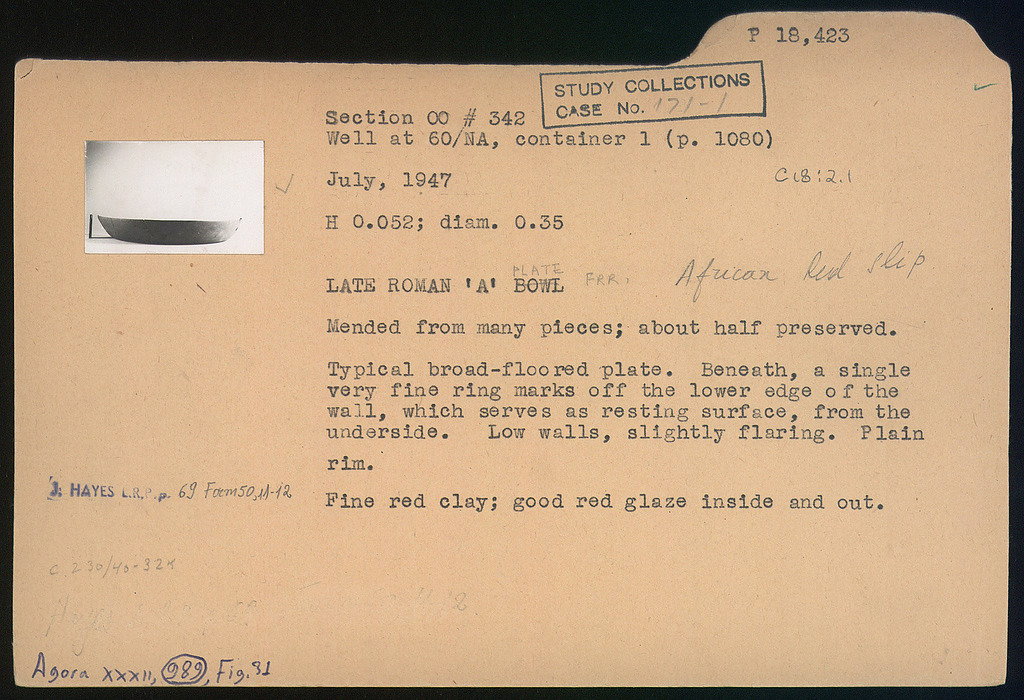 P 18,423
STUDY COLLECTIONS
CASE No. 171-1
Section OO # 342
Well at 60/NA, container 1 (p. 1080)
July, 1947
C18:2.1
H 0.052; diam. 0.35
PLATE
LATE ROMAN 'A' BOWL
African Red slip
Mended from many pieces; about half preserved.
Typical broad-floored plate. Beneath, a single
very fine ring marks off the lower edge of the
wall, which serves as resting surface, from the
underside. Low walls, slightly flaring. Plain
rim.
J. HAYES L.R.P. p. 69 Form 50, 11-12
Fine red clay; good red glaze inside and out.
C 230/40-325
Agora XXXII, 989, Fig. 31